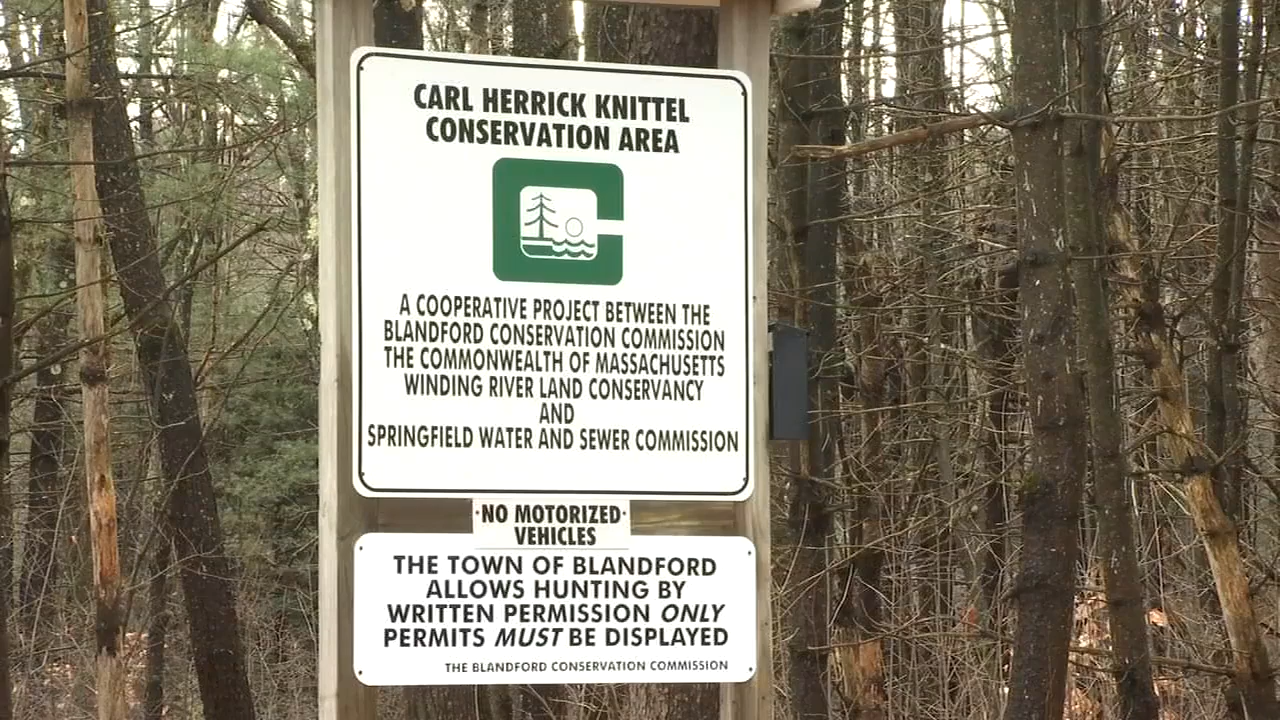 CARL HERRICK KNITTEL
CONSERVATION AREA
A COOPERATIVE PROJECT BETWEEN THE
BLANDFORD CONSERVATION COMMISSION
THE COMMONWEALTH OF MASSACHUSETTS
WINDING RIVER LAND CONSERVANCY
AND
SPRINGFIELD WATER AND SEWER COMMISSION
NO MOTORIZED
VEHICLES
THE TOWN OF BLANDFORD
ALLOWS HUNTING BY
WRITTEN PERMISSION ONLY
PERMITS MUST BE DISPLAYED
THE BLANDFORD CONSERVATION COMMISSION